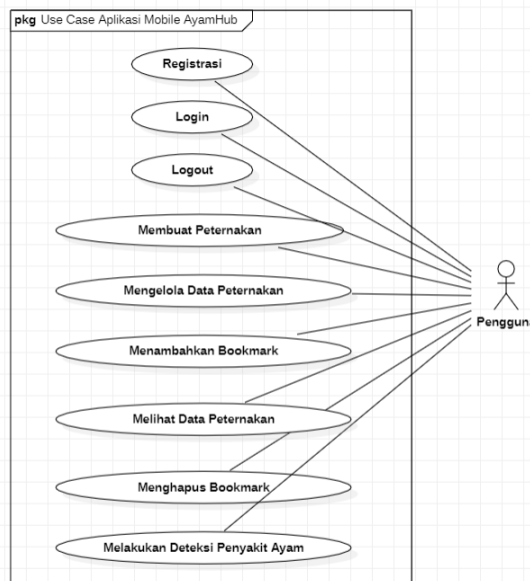 pkg Use Case Aplikasi Mobile AyamHub
Registrasi
Login
Logout
Membuat Peternakan
Mengelola Data Peternakan
Penggun
Menambahkan Bookmark
Melihat Data Peternakan
Menghapus Bookmark
Melakukan Deteksi Penyakit Ayam